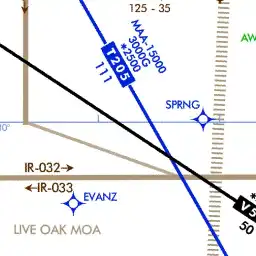 125 - 35
MAA-15000
3000G
*2500
T205
111
AW
SPRNG
IR-032→
←IR-033
EVANZ
V5
50
LIVE OAK MOA